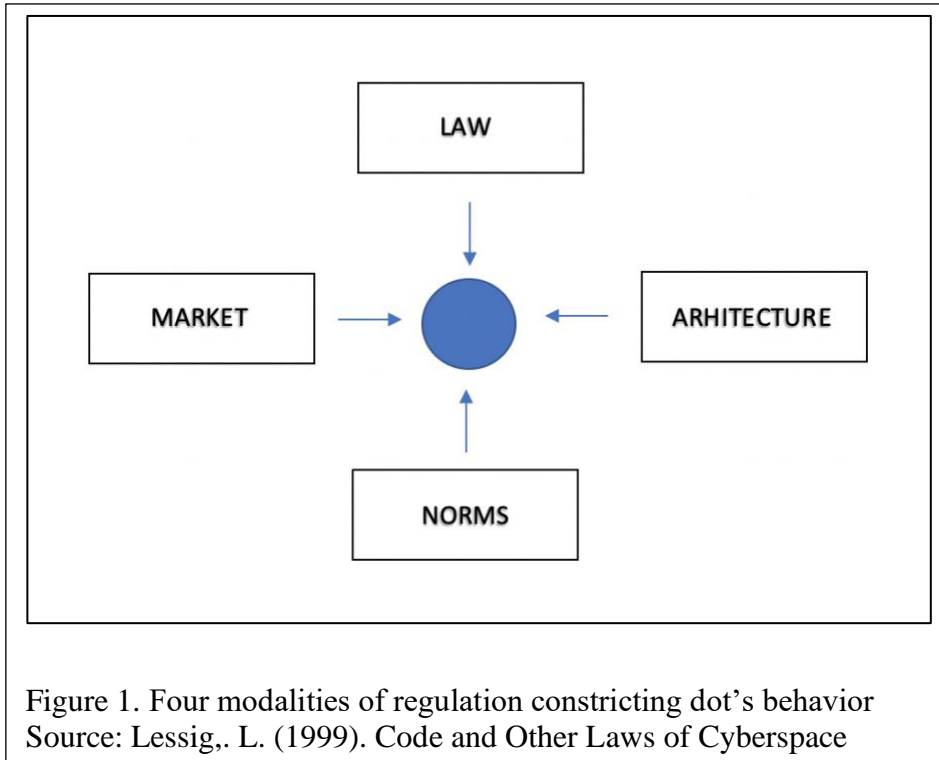 LAW
MARKET
ARHITECTURE
NORMS
Figure 1. Four modalities of regulation constricting dot’s behavior
Source: Lessig,. L. (1999). Code and Other Laws of Cyberspace